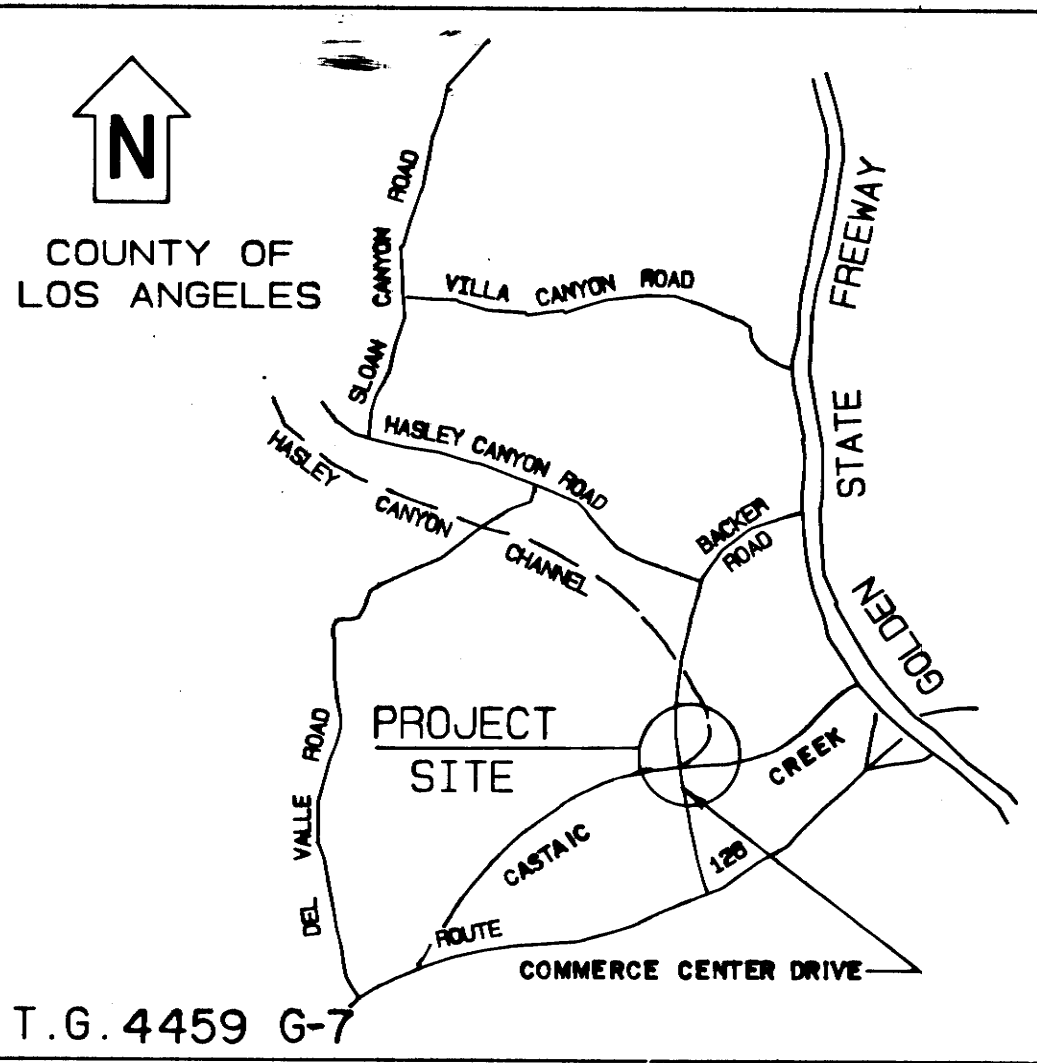 N
COUNTY OF
LOS ANGELES
SLOAN CANYON ROAD
VILLA CANYON ROAD
GOLDEN STATE FREEWAY
HASLEY CANYON ROAD
HASLEY CANYON CHANNEL
BACKER
ROAD
DEL VALLE ROAD
PROJECT
SITE
CASTAIC CREEK
ROUTE 126
COMMERCE CENTER DRIVE
T.G. 4459 G-7